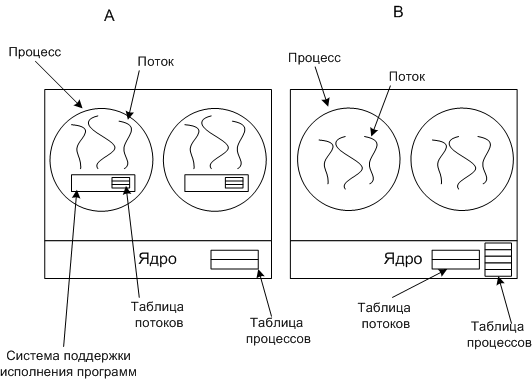 А
В
Процесс
Поток
Ядро
Таблица
потоков
Таблица
процессов
Система поддержки
исполнения программ
Процесс
Поток
Ядро
Таблица
потоков
Таблица
процессов